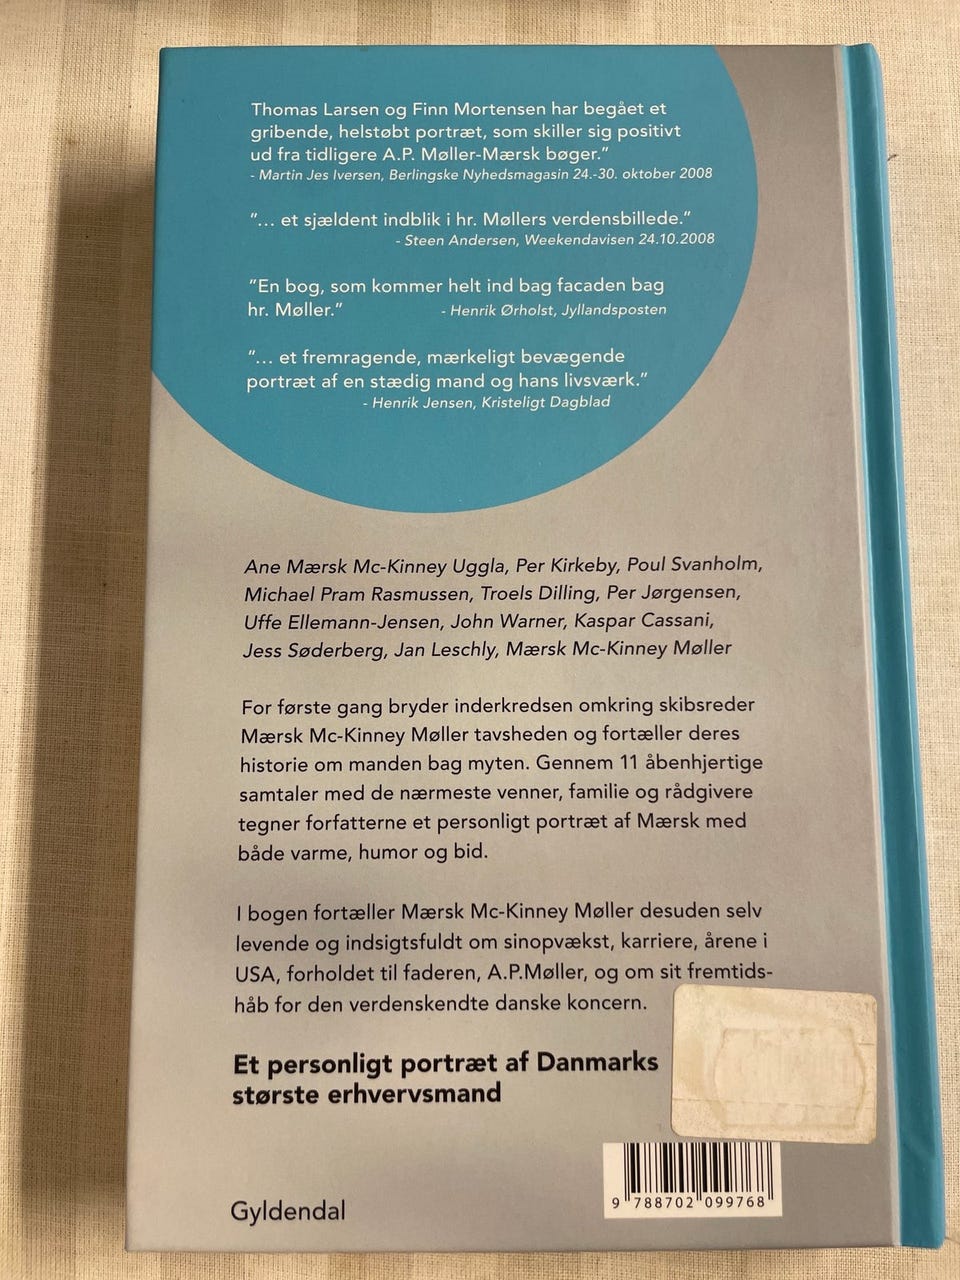 Thomas Larsen og Finn Mortensen har begået et
gribende, helstøbt portræt, som skiller sig positivt
ud fra tidligere A.P. Møller-Mærsk bøger.”
- Martin Jes Iversen, Berlingske Nyhedsmagasin 24.-30. oktober 2008
”... et sjældent indblik i hr. Møllers verdensbillede.”
- Steen Andersen, Weekendavisen 24.10.2008
”En bog, som kommer helt ind bag facaden bag
hr. Møller.” - Henrik Ørholst, Jyllandsposten
”... et fremragende, mærkeligt bevægende
portræt af en stædig mand og hans livsværk.”
- Henrik Jensen, Kristeligt Dagblad
Ane Mærsk Mc-Kinney Uggla, Per Kirkeby, Poul Svanholm,
Michael Pram Rasmussen, Troels Dilling, Per Jørgensen,
Uffe Ellemann-Jensen, John Warner, Kaspar Cassani,
Jess Søderberg, Jan Leschly, Mærsk Mc-Kinney Møller
For første gang bryder inderkredsen omkring skibsreder
Mærsk Mc-Kinney Møller tavsheden og fortæller deres
historie om manden bag myten. Gennem 11 åbenhjertige
samtaler med de nærmeste venner, familie og rådgivere
tegner forfatterne et personligt portræt af Mærsk med
både varme, humor og bid.
I bogen fortæller Mærsk Mc-Kinney Møller desuden selv
levende og indsigtsfuldt om sinopvækst, karriere, årene i
USA, forholdet til faderen, A.P.Møller, og om sit fremtids-
håb for den verdenskendte danske koncern.
Et personligt portræt af Danmarks
største erhvervsmand
9 788702 099768
Gyldendal